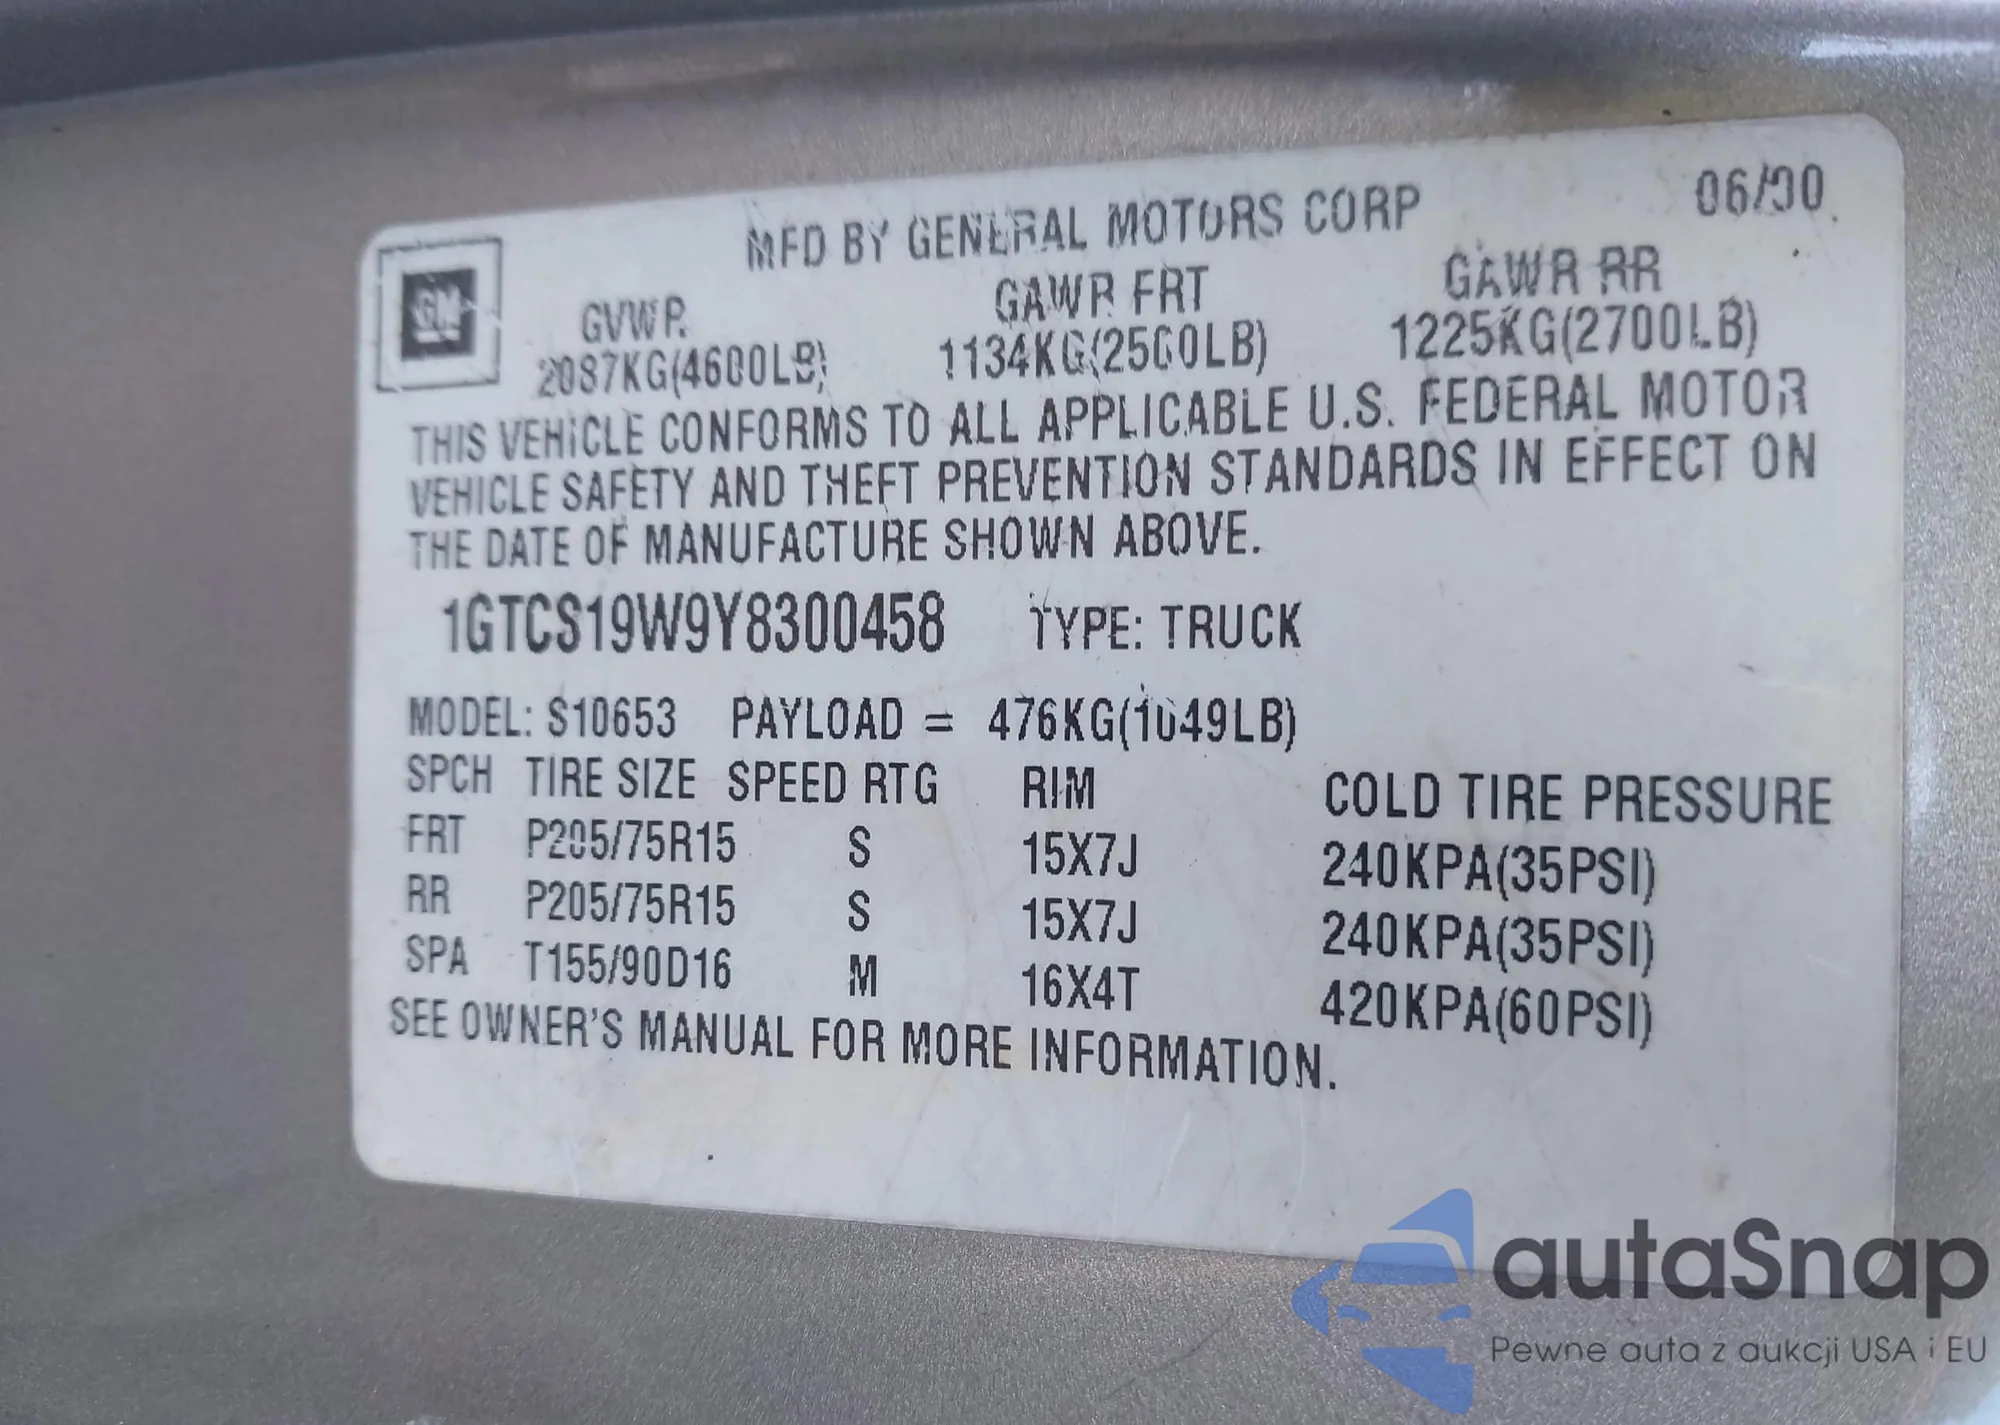 MFD BY GENERAL MOTORS CORP 06/00
GM
GVWR GAWR FRT GAWR RR
2087KG(4600LB) 1134KG(2500LB) 1225KG(2700LB)
THIS VEHICLE CONFORMS TO ALL APPLICABLE U.S. FEDERAL MOTOR
VEHICLE SAFETY AND THEFT PREVENTION STANDARDS IN EFFECT ON
THE DATE OF MANUFACTURE SHOWN ABOVE.
1GTCS19W9Y8300458 TYPE: TRUCK
MODEL: S10653 PAYLOAD = 476KG(1049LB)
SPCH TIRE SIZE SPEED RTG RIM COLD TIRE PRESSURE
FRT P205/75R15 S 15X7J 240KPA(35PSI)
RR P205/75R15 S 15X7J 240KPA(35PSI)
SPA T155/90D16 M 16X4T 420KPA(60PSI)
SEE OWNER'S MANUAL FOR MORE INFORMATION.
autaSnap
Pewne auta z aukcji USA i EU